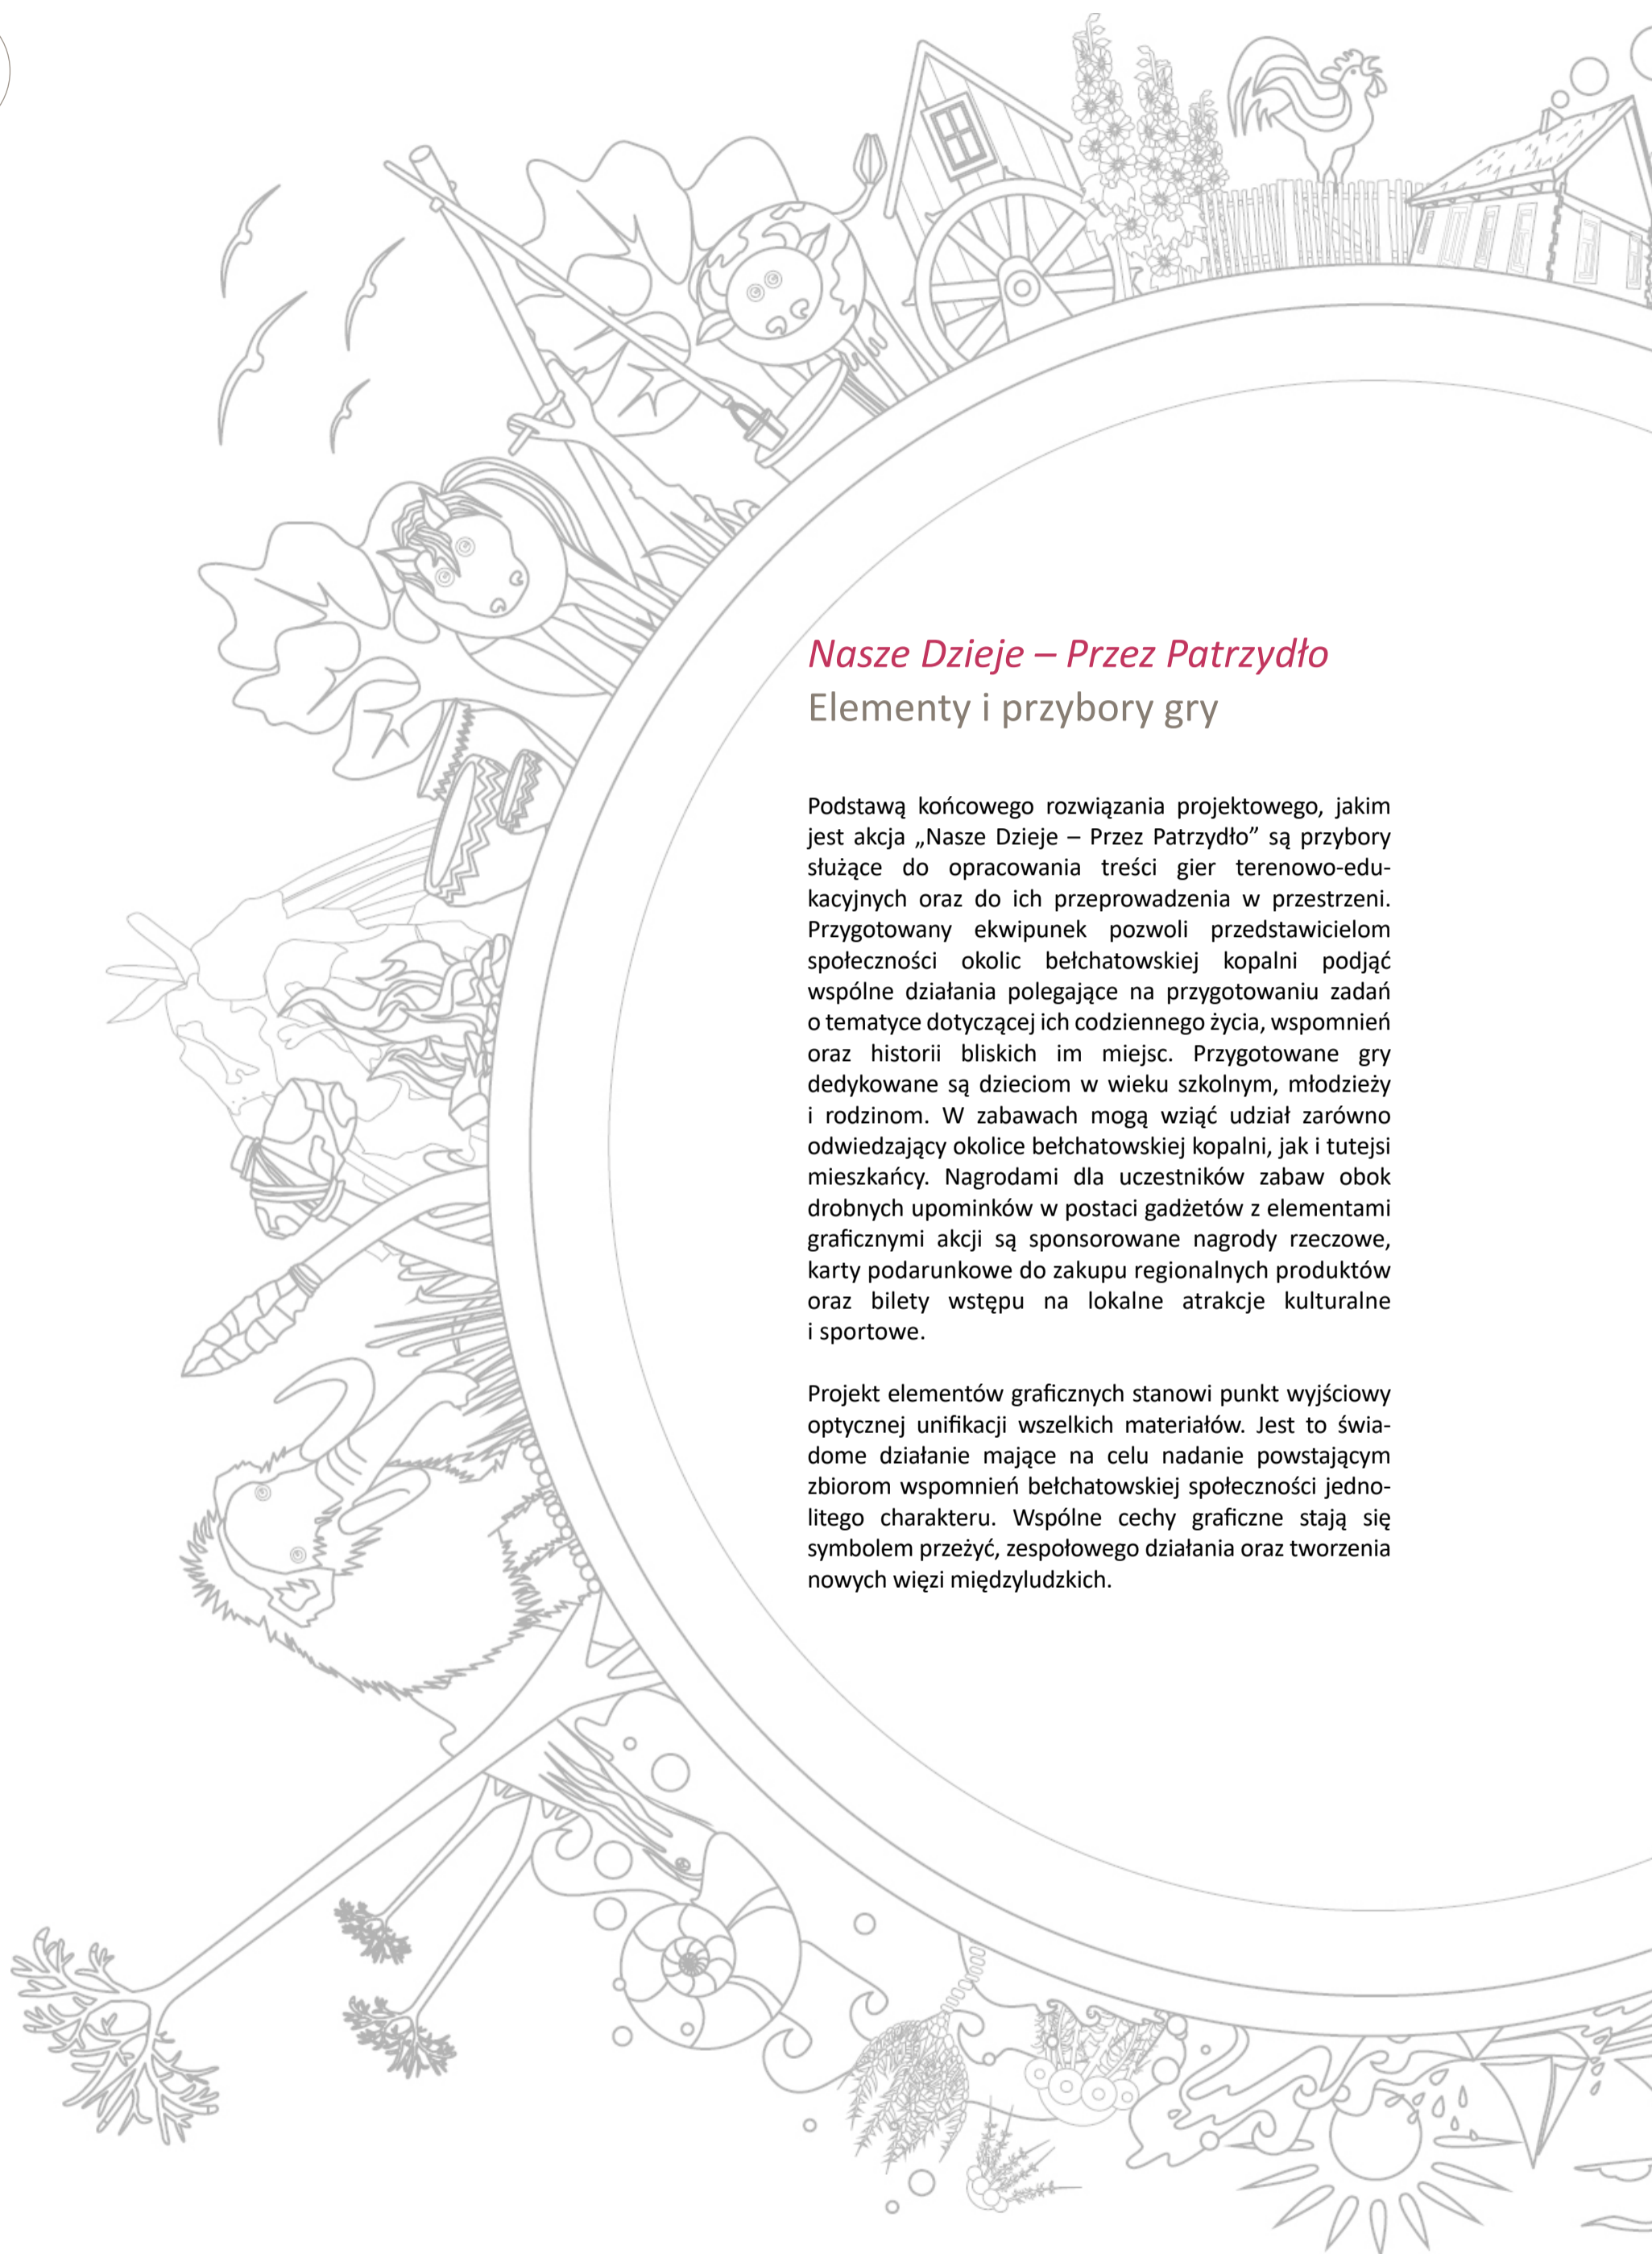 Nasze Dzieje – Przez Patrzydło
Elementy i przybory gry
Podstawą końcowego rozwiązania projektowego, jakim
jest akcja „Nasze Dzieje – Przez Patrzydło” są przybory
służące do opracowania treści gier terenowo-edu-
kacyjnych oraz do ich przeprowadzenia w przestrzeni.
Przygotowany ekwipunek pozwoli przedstawicielom
społeczności okolic bełchatowskiej kopalni podjąć
wspólne działania polegające na przygotowaniu zadań
o tematyce dotyczącej ich codziennego życia, wspomnień
oraz historii bliskich im miejsc. Przygotowane gry
dedykowane są dzieciom w wieku szkolnym, młodzieży
i rodzinom. W zabawach mogą wziąć udział zarówno
odwiedzający okolice bełchatowskiej kopalni, jak i tutejsi
mieszkańcy. Nagrodami dla uczestników zabaw obok
drobnych upominków w postaci gadżetów z elementami
graficznymi akcji są sponsorowane nagrody rzeczowe,
karty podarunkowe do zakupu regionalnych produktów
oraz bilety wstępu na lokalne atrakcje kulturalne
i sportowe.
Projekt elementów graficznych stanowi punkt wyjściowy
optycznej unifikacji wszelkich materiałów. Jest to świa-
dome działanie mające na celu nadanie powstającym
zbiorom wspomnień bełchatowskiej społeczności jedno-
litego charakteru. Wspólne cechy graficzne stają się
symbolem przeżyć, zespołowego działania oraz tworzenia
nowych więzi międzyludzkich.